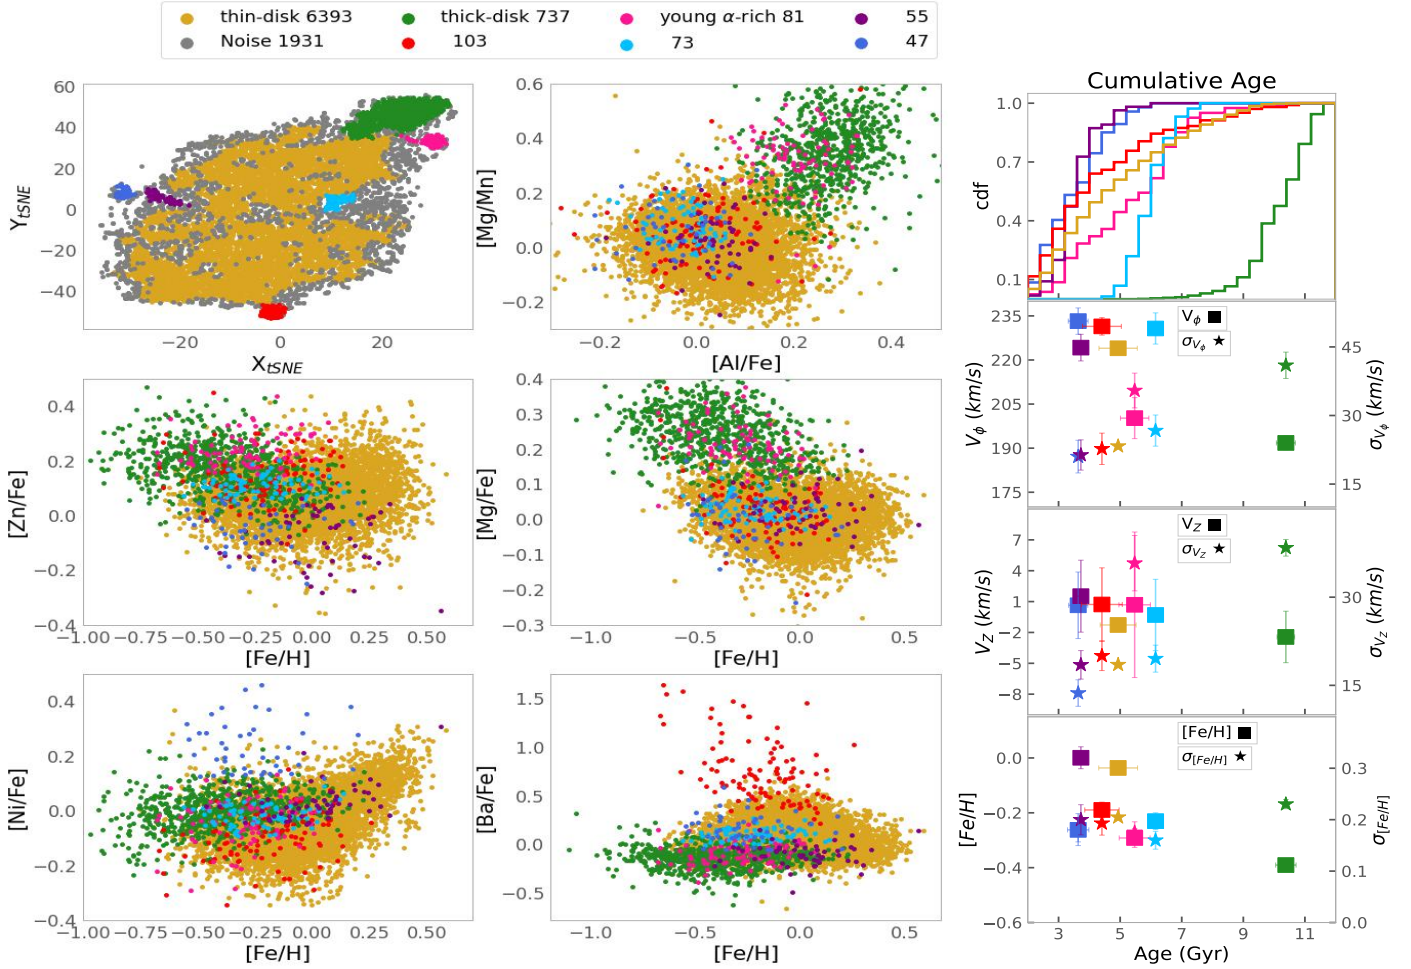 thin-disk 6393 thick-disk 737 young α-rich 81 55
Noise 1931 103 73 47
60
40
20
0
−20
−40
−20 0 20
Y_tSNE
X_tSNE
0.6
0.4
0.2
0.0
−0.2
−0.2 0.0 0.2 0.4
[Mg/Mn]
[Al/Fe]
Cumulative Age
1.0
0.7
0.4
0.1
cdf
0.4
0.2
0.0
−0.2
−0.4
−1.00 −0.75 −0.50 −0.25 0.00 0.25 0.50
[Zn/Fe]
[Fe/H]
0.4
0.3
0.2
0.1
0.0
−0.1
−0.2
−0.3
−1.0 −0.5 0.0 0.5
[Mg/Fe]
[Fe/H]
235
220
205
190
175
V_ϕ (km/s)
V_ϕ
σ_V_ϕ
45
30
15
σ_V_ϕ (km/s)
7
4
1
−2
−5
−8
V_Z (km/s)
V_Z
σ_V_Z
30
15
σ_V_Z (km/s)
0.4
0.2
0.0
−0.2
−0.4
−1.00 −0.75 −0.50 −0.25 0.00 0.25 0.50
[Ni/Fe]
[Fe/H]
1.5
1.0
0.5
0.0
−0.5
−1.0 −0.5 0.0 0.5
[Ba/Fe]
[Fe/H]
0.0
−0.2
−0.4
−0.6
[Fe/H]
[Fe/H]
σ_[Fe/H]
0.3
0.2
0.1
0.0
σ_[Fe/H]
3 5 7 9 11
Age (Gyr)